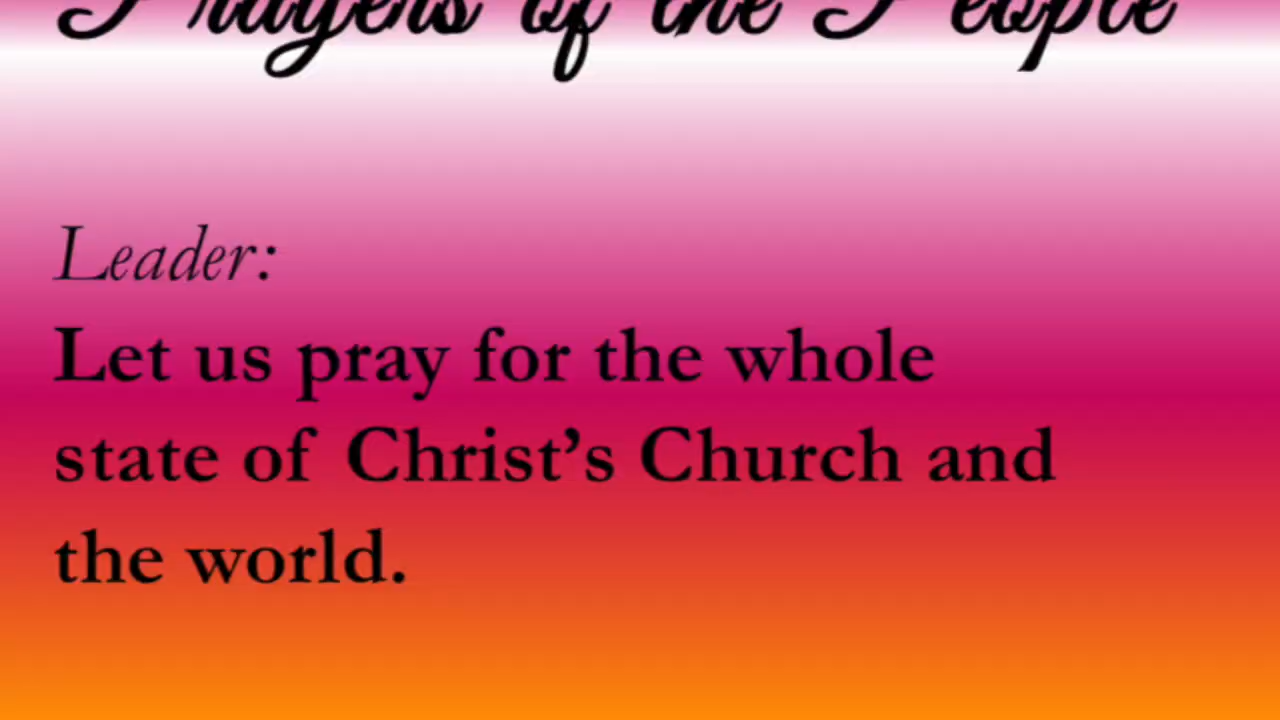 Prayers of the People
Leader:
Let us pray for the whole
state of Christ’s Church and
the world.